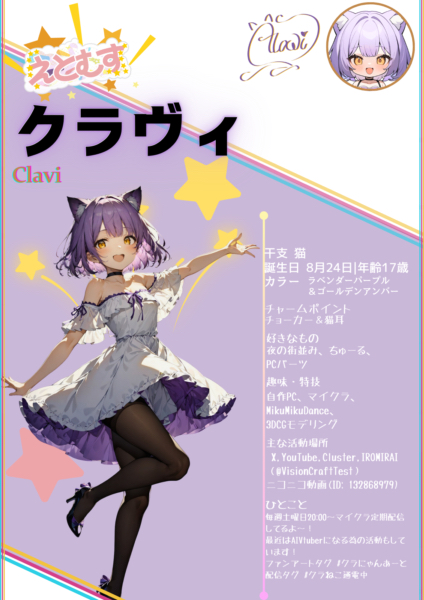 Clavi
えどむす
クラヴィ
Clavi
干支 猫
誕生日 8月24日|年齢17歳
カラー ラベンダーパープル
&ゴールデンアンバー
チャームポイント
チョーカー&猫耳
好きなもの
夜の街並み、ちゅーる、
PCパーツ
趣味・特技
自作PC、マイクラ、
MikuMikuDance、
3DCGモデリング
主な活動場所
X、YouTube、Cluster、IROMIRAI
(@VisionCraftTest)
ニコニコ動画(ID: 132868979)
ひとこと
毎週土曜日20:00～マイクラ定期配信
してるよ～!
最近はAIVtuberになる為の活動もして
います!
ファンアートタグ #クラにゃんあーと
配信タグ #クラねこ通電中